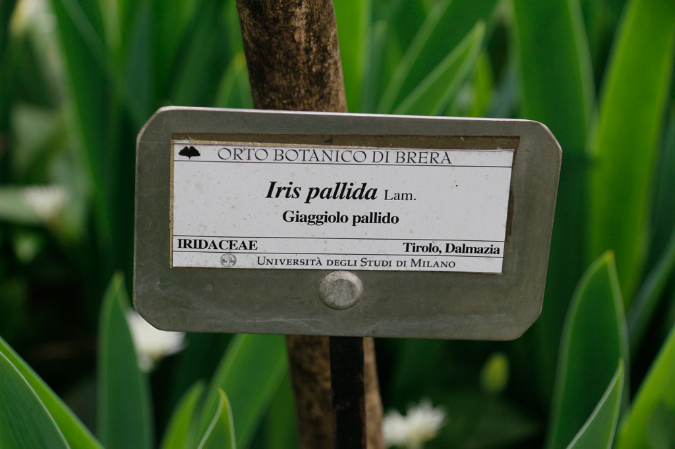 ORTO BOTANICO DI BRERA
Iris pallida Lam.
Giaggiolo pallido
IRIDACEAE Tirolo, Dalmazia
UNIVERSITÀ DEGLI STUDI DI MILANO